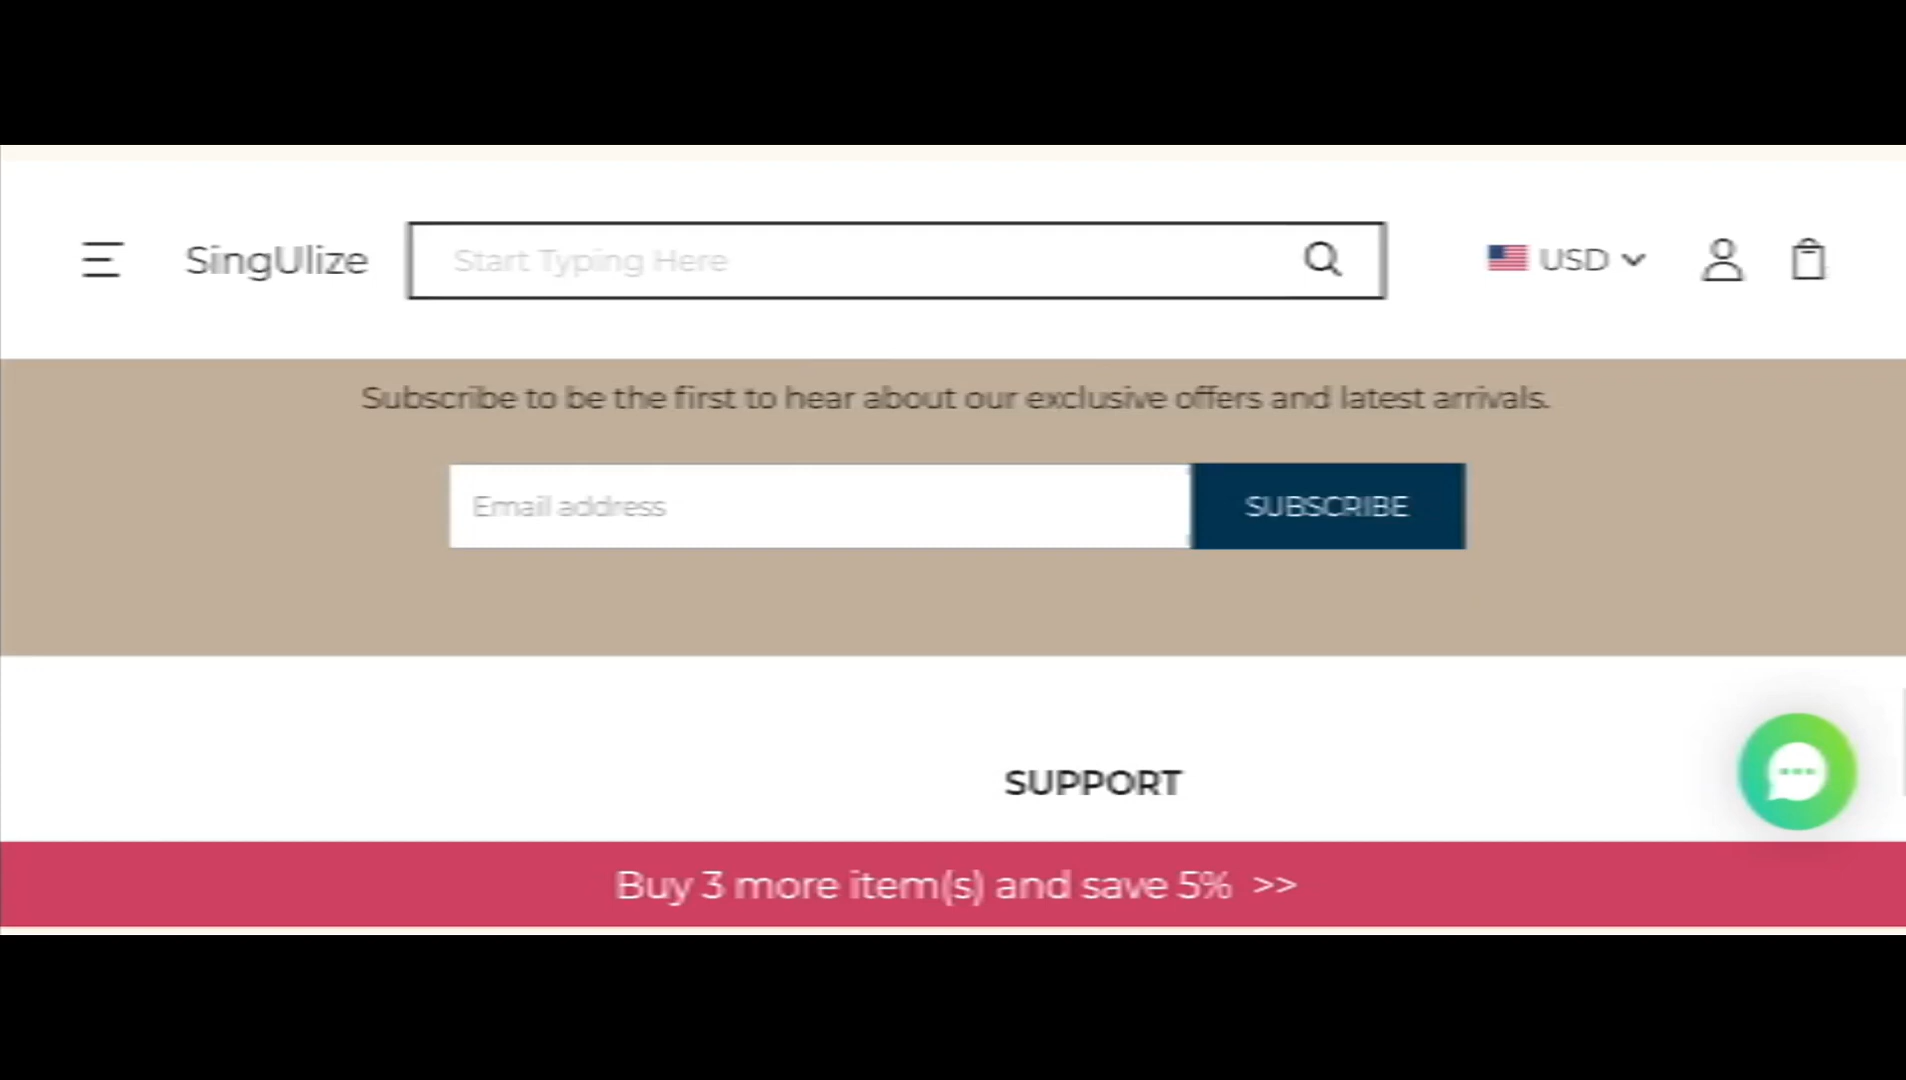 SingUlize
Start Typing Here
USD
Subscribe to be the first to hear about our exclusive offers and latest arrivals.
Email address
SUBSCRIBE
SUPPORT
Buy 3 more item(s) and save 5% >>